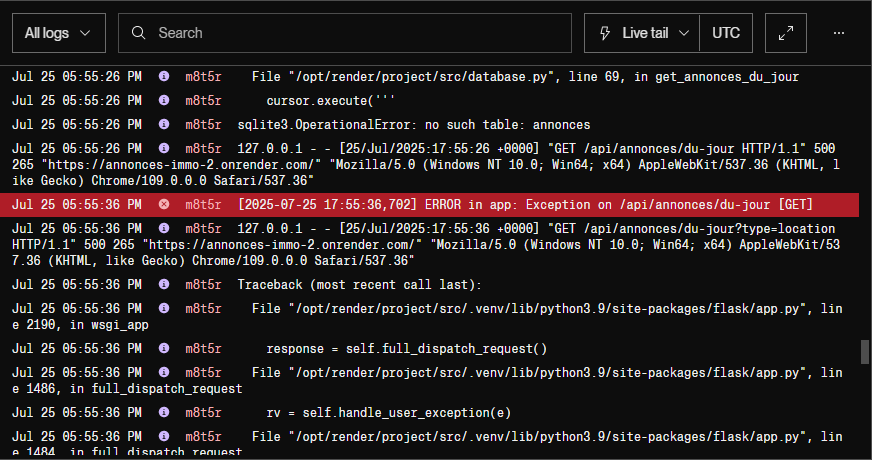 All logs Search Live tail UTC ...
Jul 25 05:55:26 PM m8t5r File "/opt/render/project/src/database.py", line 69, in get_annonces_du_jour
Jul 25 05:55:26 PM m8t5r cursor.execute('''
Jul 25 05:55:26 PM m8t5r sqlite3.OperationalError: no such table: annonces
Jul 25 05:55:26 PM m8t5r 127.0.0.1 - - [25/Jul/2025:17:55:26 +0000] "GET /api/annonces/du-jour HTTP/1.1" 500
265 "https://annonces-immo-2.onrender.com/" "Mozilla/5.0 (Windows NT 10.0; Win64; x64) AppleWebKit/537.36 (KHTML, l
ike Gecko) Chrome/109.0.0.0 Safari/537.36"
Jul 25 05:55:36 PM m8t5r [2025-07-25 17:55:36,702] ERROR in app: Exception on /api/annonces/du-jour [GET]
Jul 25 05:55:36 PM m8t5r 127.0.0.1 - - [25/Jul/2025:17:55:36 +0000] "GET /api/annonces/du-jour?type=location
HTTP/1.1" 500 265 "https://annonces-immo-2.onrender.com/" "Mozilla/5.0 (Windows NT 10.0; Win64; x64) AppleWebKit/53
7.36 (KHTML, like Gecko) Chrome/109.0.0.0 Safari/537.36"
Jul 25 05:55:36 PM m8t5r Traceback (most recent call last):
Jul 25 05:55:36 PM m8t5r File "/opt/render/project/src/.venv/lib/python3.9/site-packages/flask/app.py", lin
e 2190, in wsgi_app
Jul 25 05:55:36 PM m8t5r response = self.full_dispatch_request()
Jul 25 05:55:36 PM m8t5r File "/opt/render/project/src/.venv/lib/python3.9/site-packages/flask/app.py", lin
e 1486, in full_dispatch_request
Jul 25 05:55:36 PM m8t5r rv = self.handle_user_exception(e)
Jul 25 05:55:36 PM m8t5r File "/opt/render/project/src/.venv/lib/python3.9/site-packages/flask/app.py", lin
e 1484, in full_dispatch_request